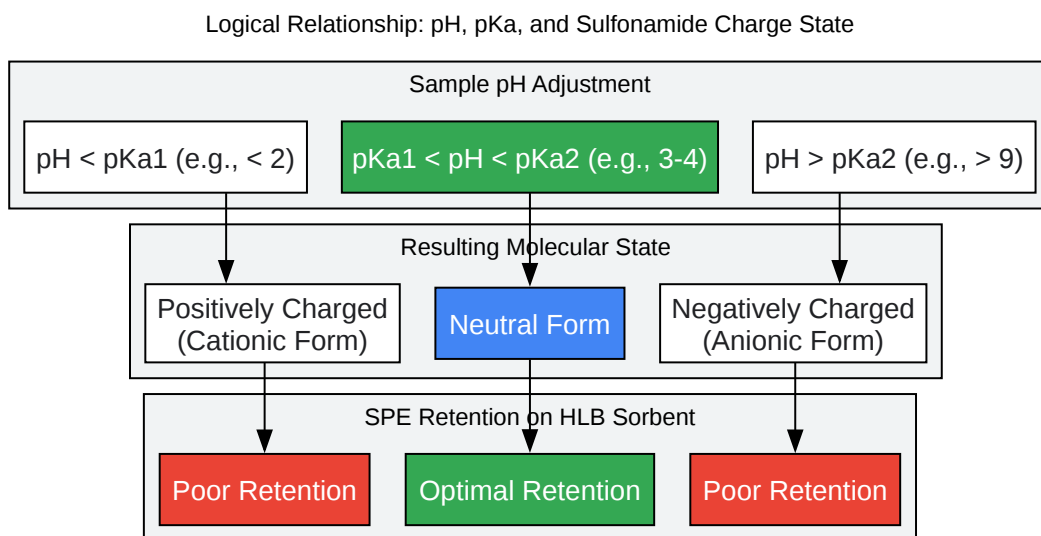 Logical Relationship: pH, pKa, and Sulfonamide Charge State
Sample pH Adjustment
pH < pKa1 (e.g., < 2)
pKa1 < pH < pKa2 (e.g., 3-4)
pH > pKa2 (e.g., > 9)
Resulting Molecular State
Positively Charged
(Cationic Form)
Neutral Form
Negatively Charged
(Anionic Form)
SPE Retention on HLB Sorbent
Poor Retention
Optimal Retention
Poor Retention